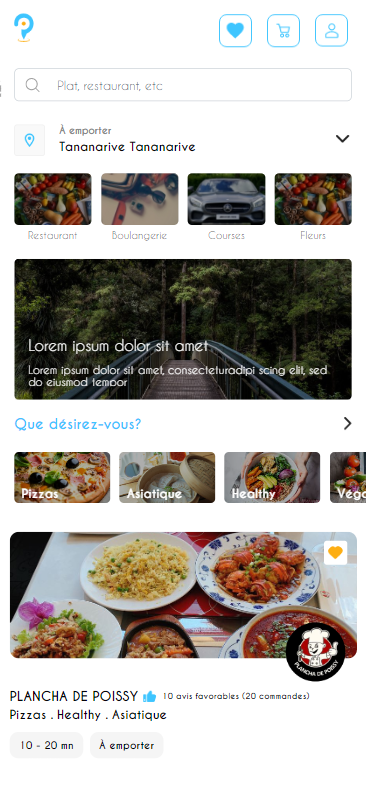 Plat, restaurant, etc
À emporter
Tananarive Tananarive
Restaurant
Boulangerie
Courses
Fleurs
Lorem ipsum dolor sit amet
Lorem ipsum dolor sit amet, consecteturadipi scing elit, sed
do eiusmod tempor
Que désirez-vous?
Pizzas
Asiatique
Healthy
PLANCHA DE POISSY
PLANCHA DE POISSY 10 avis favorables (20 commandes)
Pizzas . Healthy . Asiatique
10 - 20 mn
À emporter